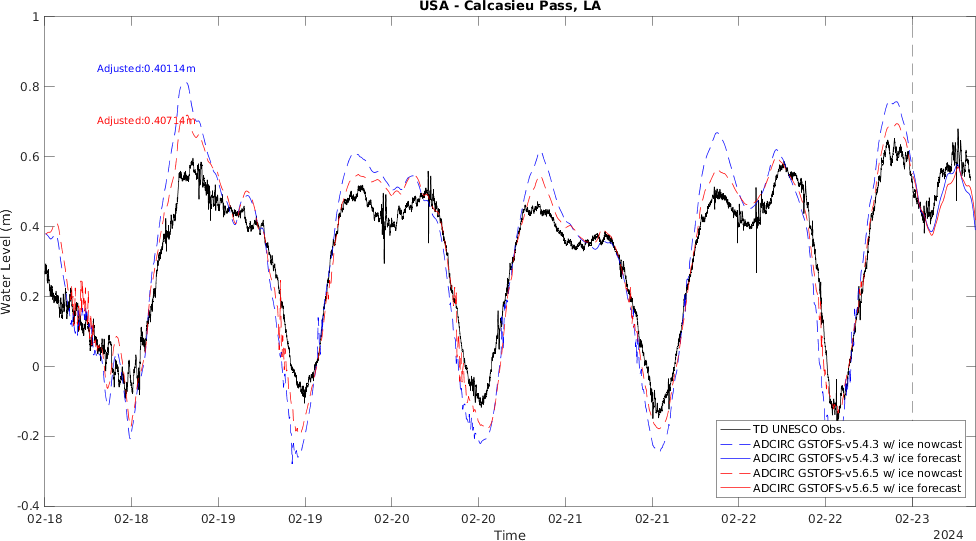 USA - Calcasieu Pass, LA
1
0.8
0.6
0.4
0.2
0
-0.2
-0.4
Water Level (m)
Adjusted:0.40114m
Adjusted:0.40714m
TD UNESCO Obs.
ADCIRC GSTOFS-v5.4.3 w/ ice nowcast
ADCIRC GSTOFS-v5.4.3 w/ ice forecast
ADCIRC GSTOFS-v5.6.5 w/ ice nowcast
ADCIRC GSTOFS-v5.6.5 w/ ice forecast
02-18 02-18 02-19 02-19 02-20 02-20 02-21 02-21 02-22 02-22 02-23
Time
2024